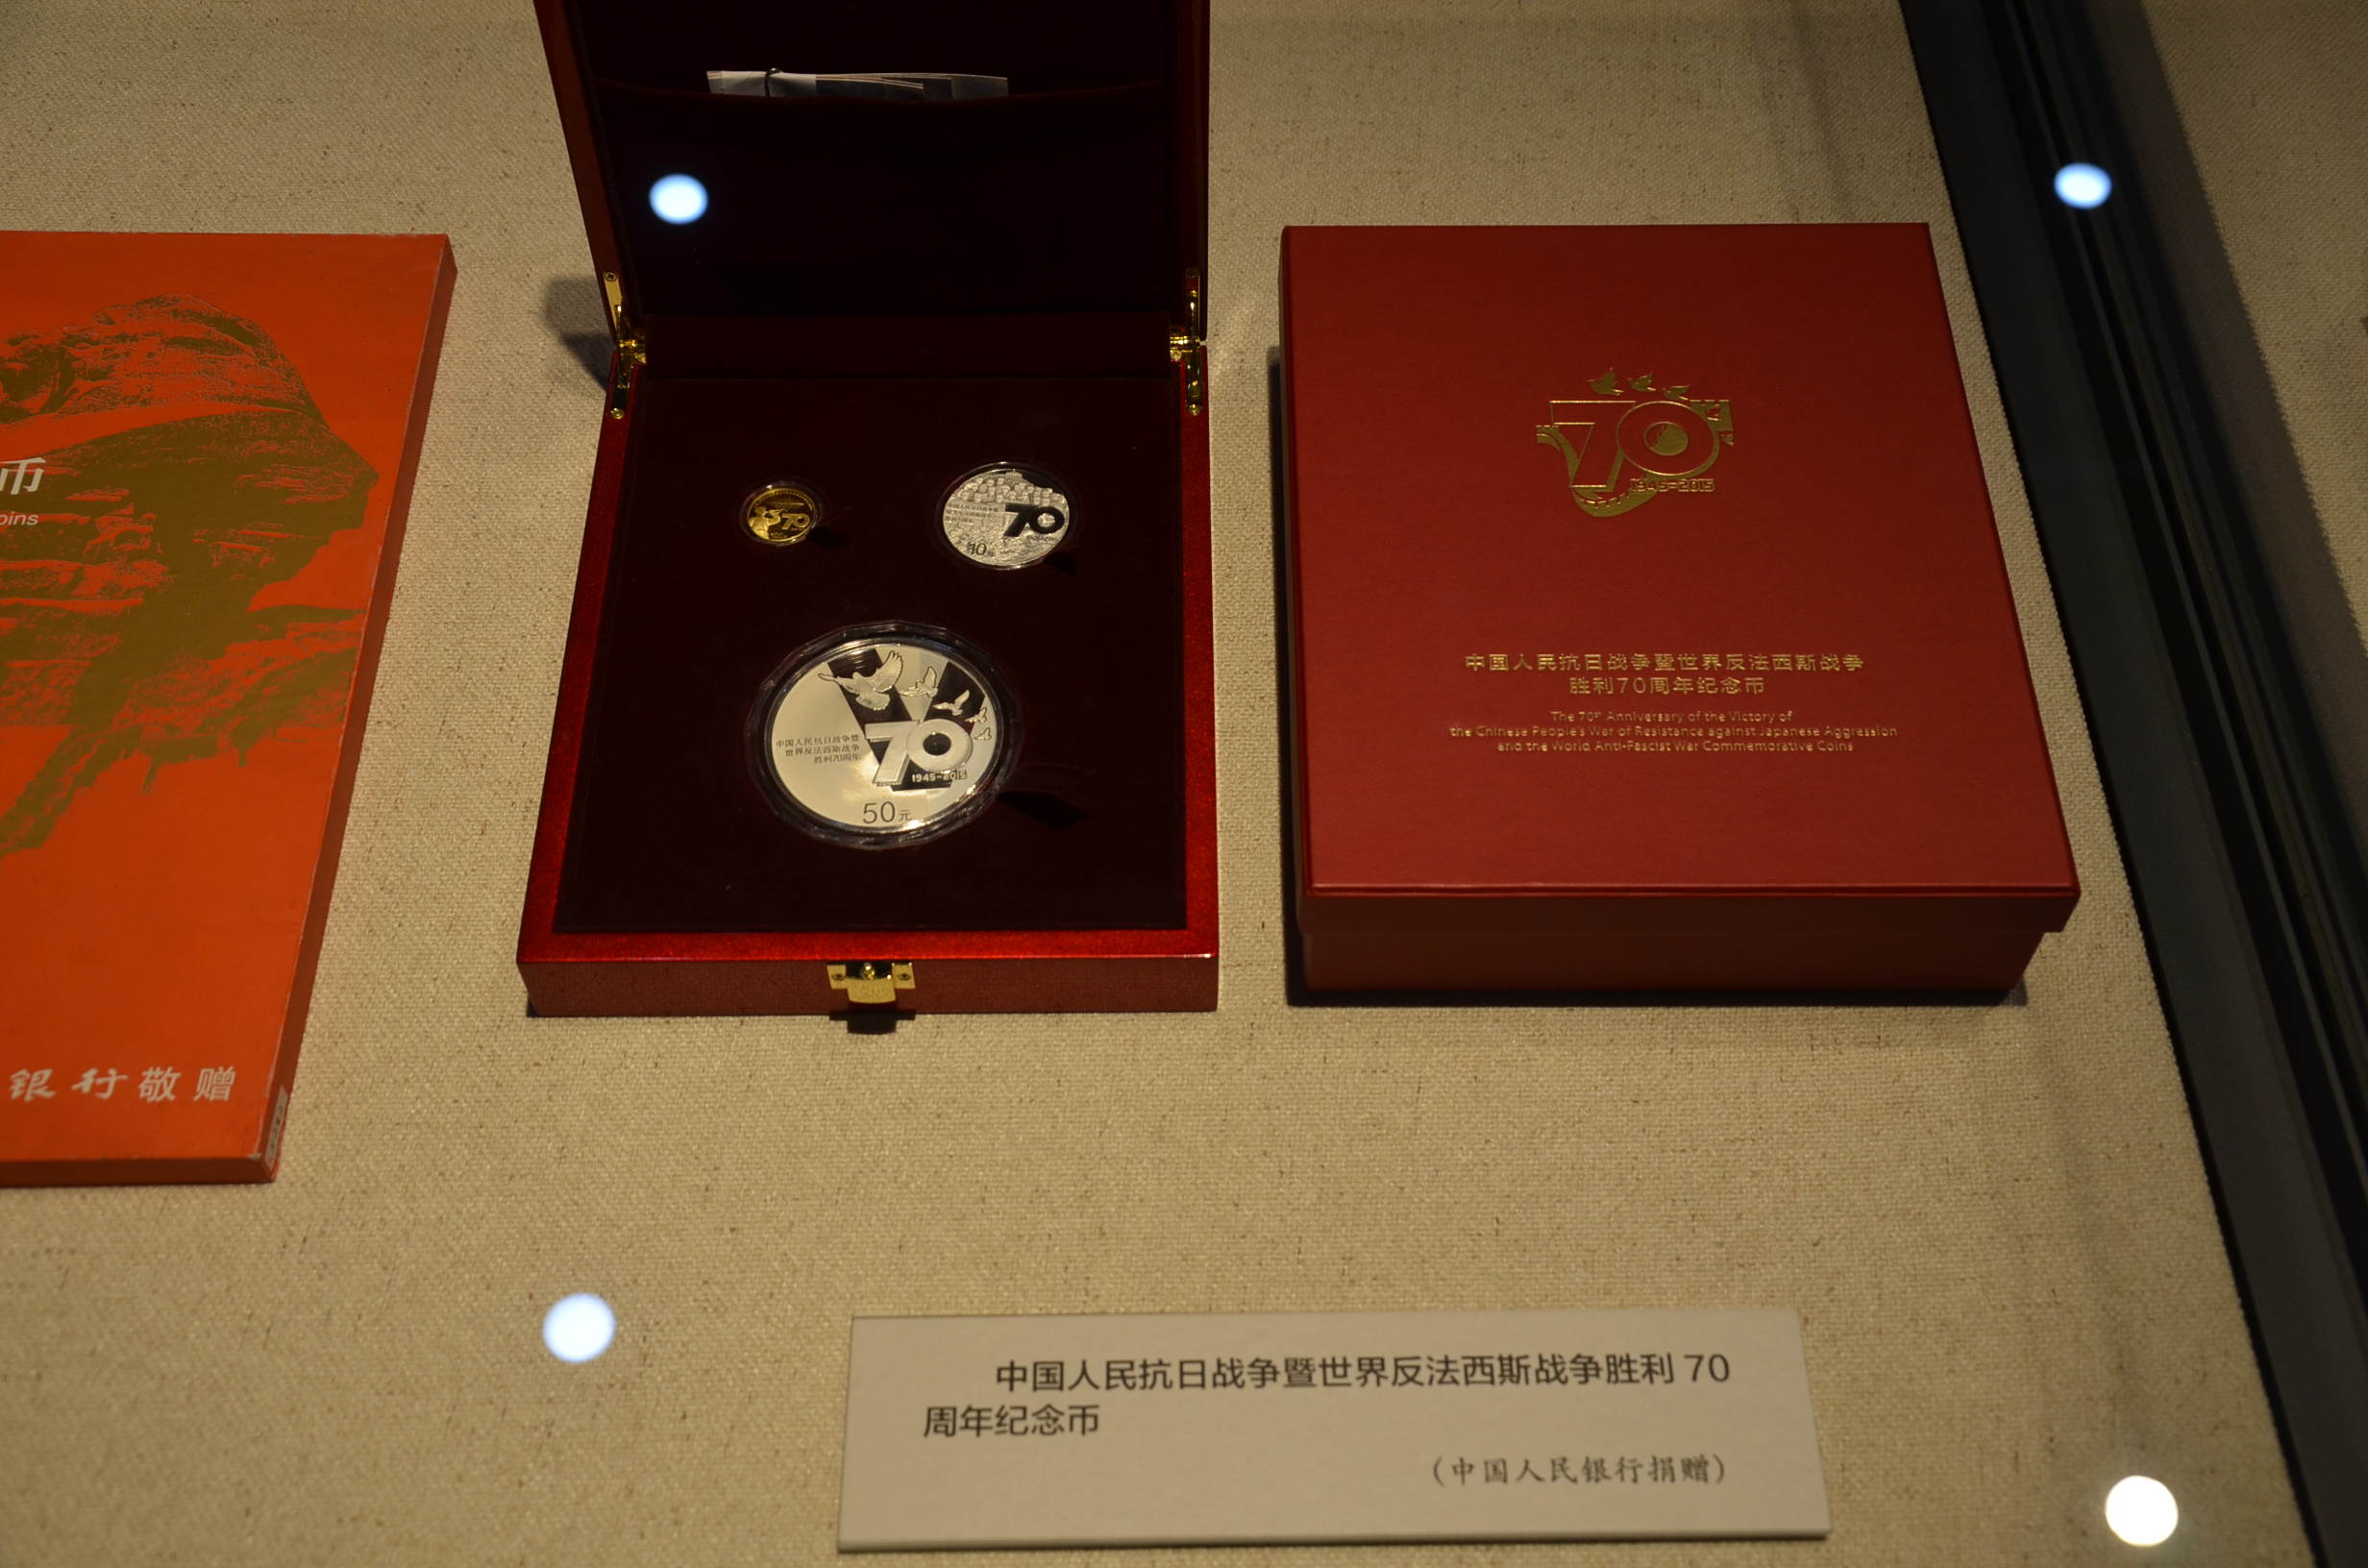 币
oins
银行敬赠
70
70
10元
中国人民抗日战争暨
世界反法西斯战争
胜利70周年
70
1945-2015
50元
70
1945-2015
中国人民抗日战争暨世界反法西斯战争
胜利70周年纪念币
The 70th Anniversary of the Victory of
the Chinese People's War of Resistance against Japanese Aggression
and the World Anti-Fascist War Commemorative Coins
中国人民抗日战争暨世界反法西斯战争胜利 70
周年纪念币
(中国人民银行捐赠)